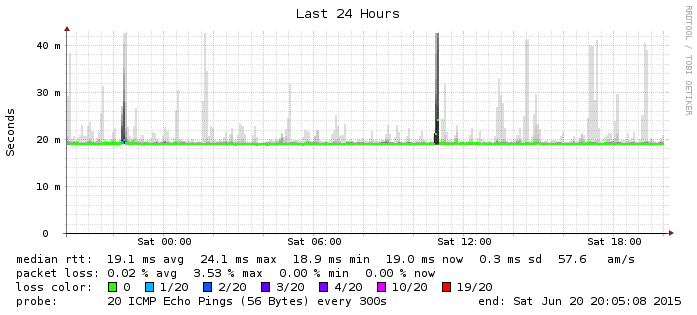 Last 24 Hours
RRDTOOL / TOBI OETIKER
Seconds
40 m
30 m
20 m
10 m
0
Sat 00:00 Sat 06:00 Sat 12:00 Sat 18:00
median rtt: 19.1 ms avg 24.1 ms max 18.9 ms min 19.0 ms now 0.3 ms sd 57.6 am/s
packet loss: 0.02 % avg 3.53 % max 0.00 % min 0.00 % now
loss color: 0 1/20 2/20 3/20 4/20 10/20 19/20
probe: 20 ICMP Echo Pings (56 Bytes) every 300s end: Sat Jun 20 20:05:08 2015